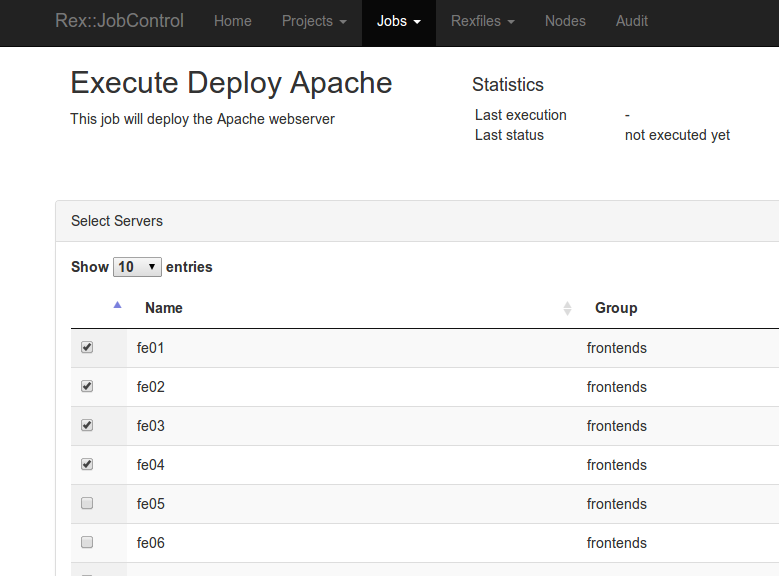 Rex::JobControl Home Projects Jobs Rexfiles Nodes Audit
Execute Deploy Apache
This job will deploy the Apache webserver
Statistics
Last execution -
Last status not executed yet
Select Servers
Show 10 entries
Name Group
fe01 frontends
fe02 frontends
fe03 frontends
fe04 frontends
fe05 frontends
fe06 frontends